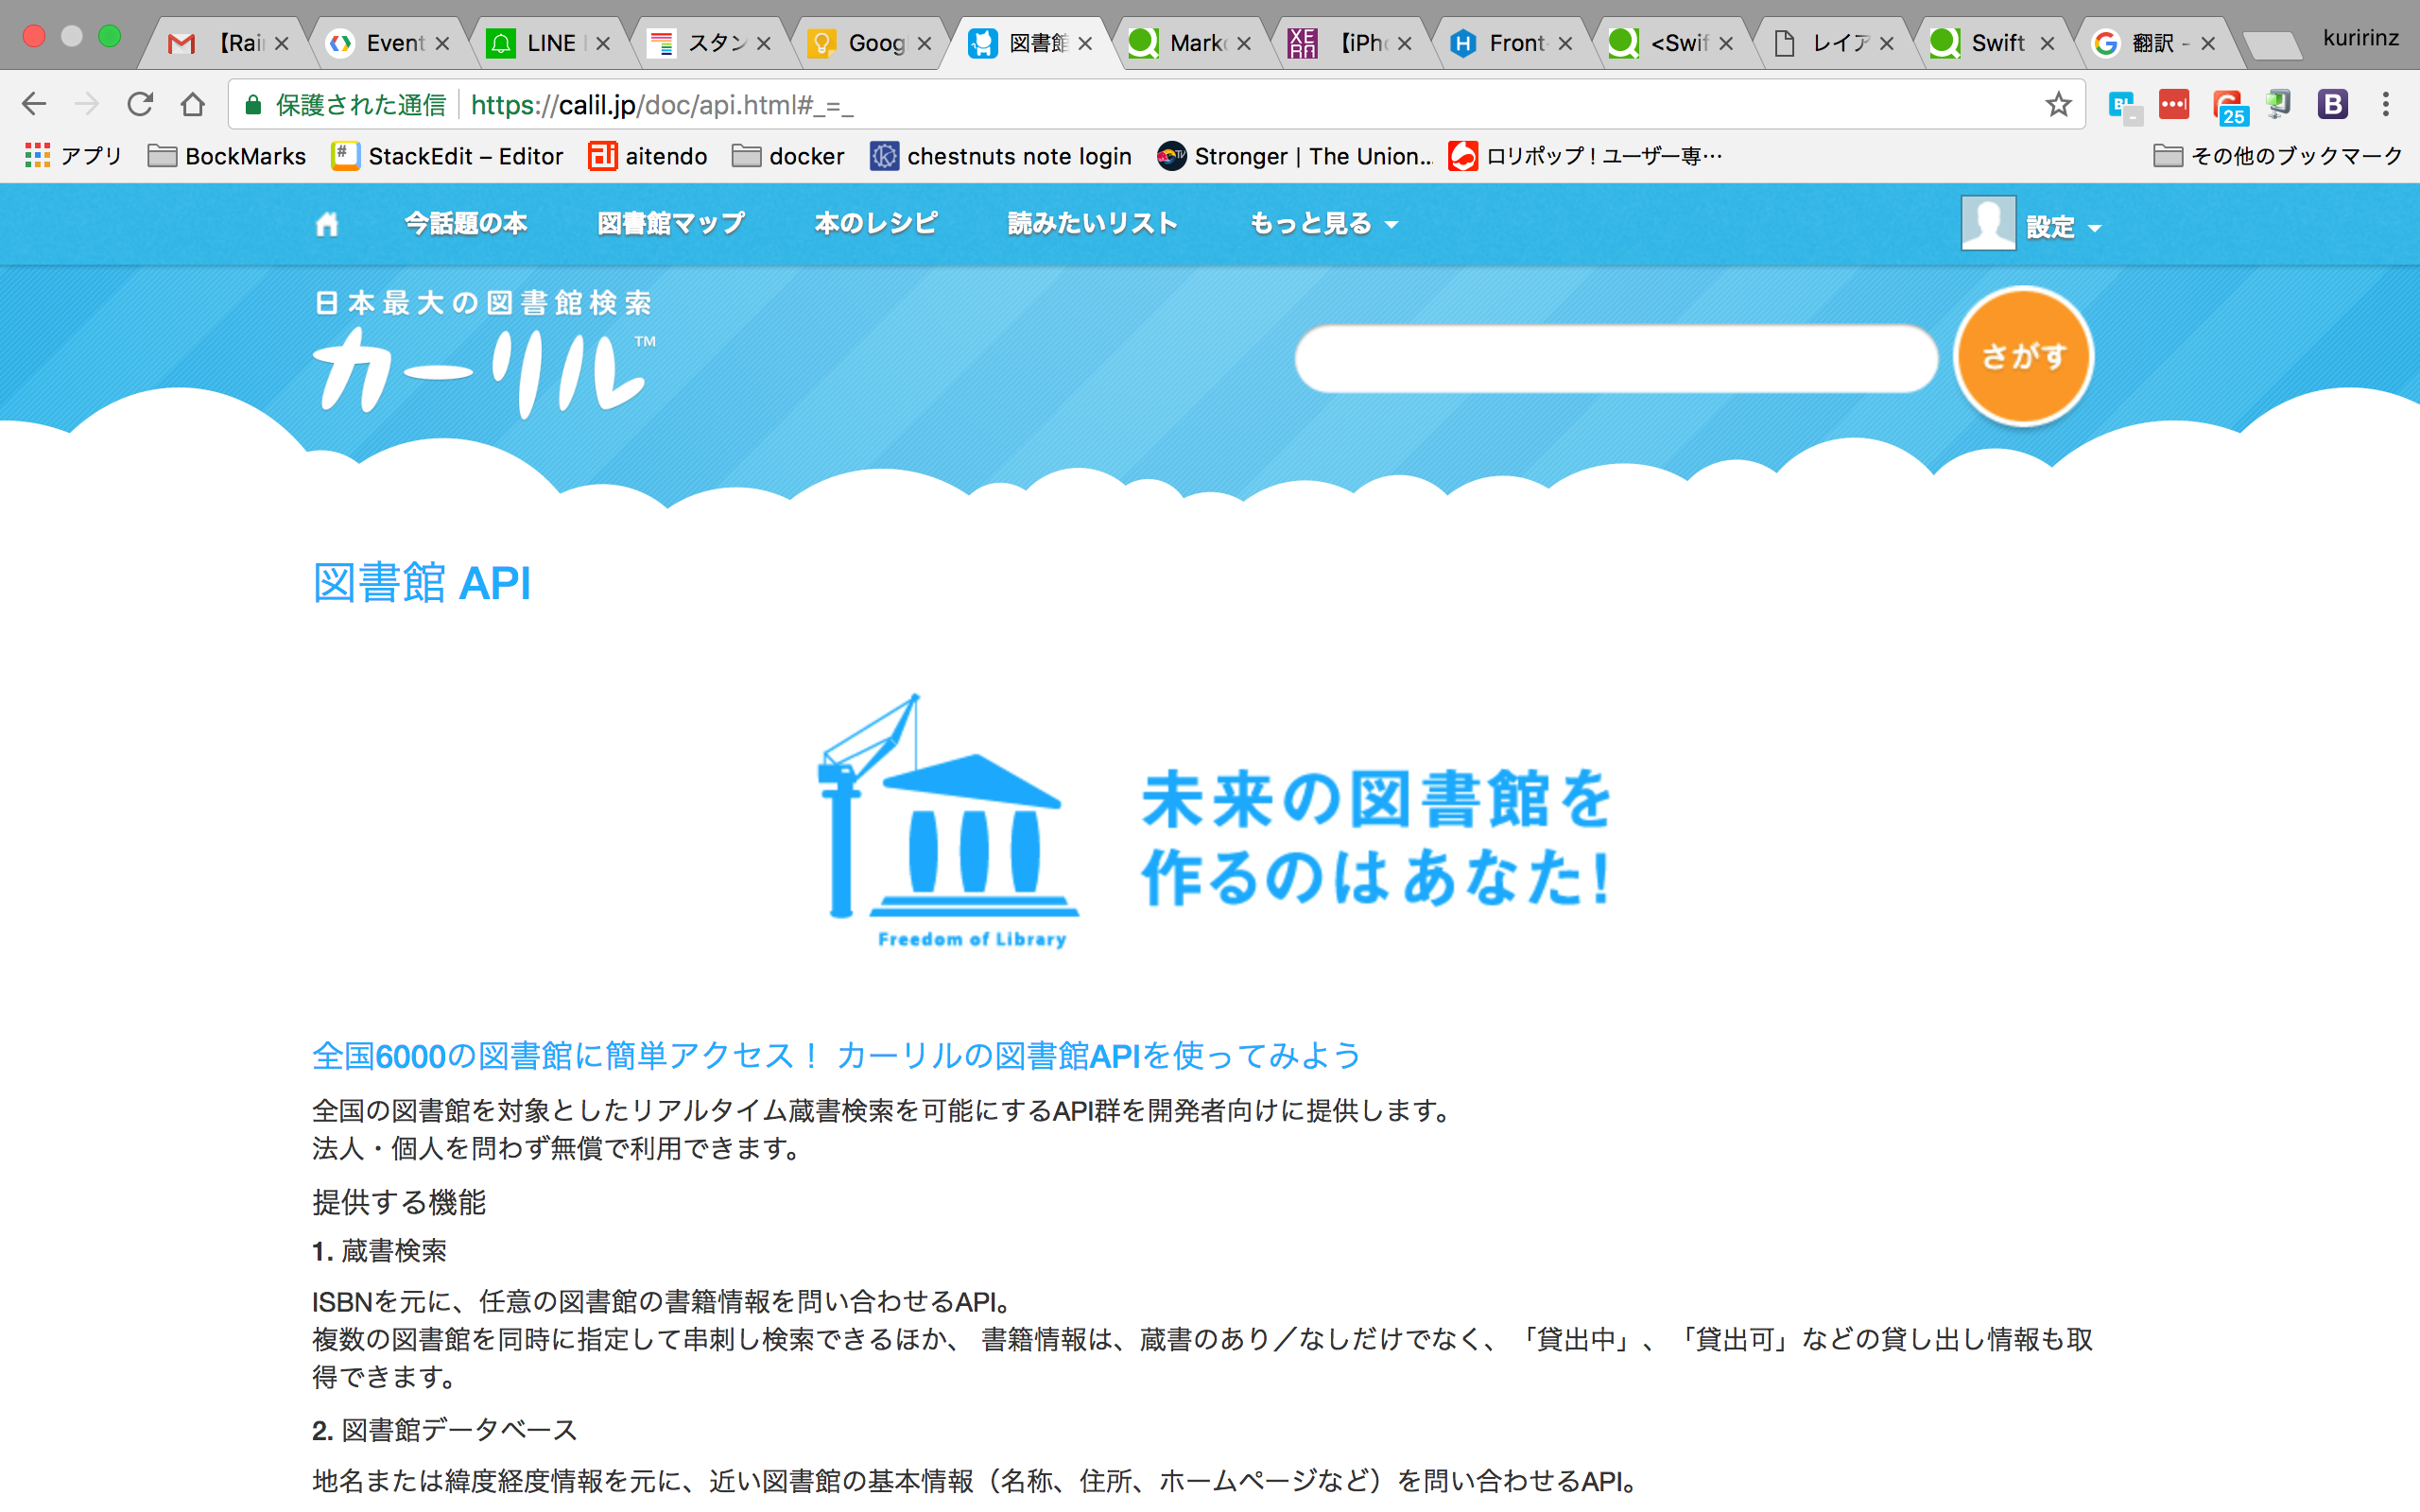 【Rai
Event
LINE
スタン
Goog
図書館
Mark
【iPh
Front-
<Swif
レイア
Swift
翻訳 -
kuririnz
保護された通信 https://calil.jp/doc/api.html#_=_
25
アプリ BockMarks StackEdit – Editor aitendo docker chestnuts note login Stronger | The Union… ロリポップ！ユーザー専… その他のブックマーク
今話題の本 図書館マップ 本のレシピ 読みたいリスト もっと見る 設定
日本最大の図書館検索
カーリル™
さがす
図書館 API
未来の図書館を
作るのはあなた!
Freedom of Library
全国6000の図書館に簡単アクセス！ カーリルの図書館APIを使ってみよう
全国の図書館を対象としたリアルタイム蔵書検索を可能にするAPI群を開発者向けに提供します。
法人・個人を問わず無償で利用できます。
提供する機能
1. 蔵書検索
ISBNを元に、任意の図書館の書籍情報を問い合わせるAPI。
複数の図書館を同時に指定して串刺し検索できるほか、 書籍情報は、蔵書のあり／なしだけでなく、「貸出中」、「貸出可」などの貸し出し情報も取
得できます。
2. 図書館データベース
地名または緯度経度情報を元に、近い図書館の基本情報（名称、住所、ホームページなど）を問い合わせるAPI。